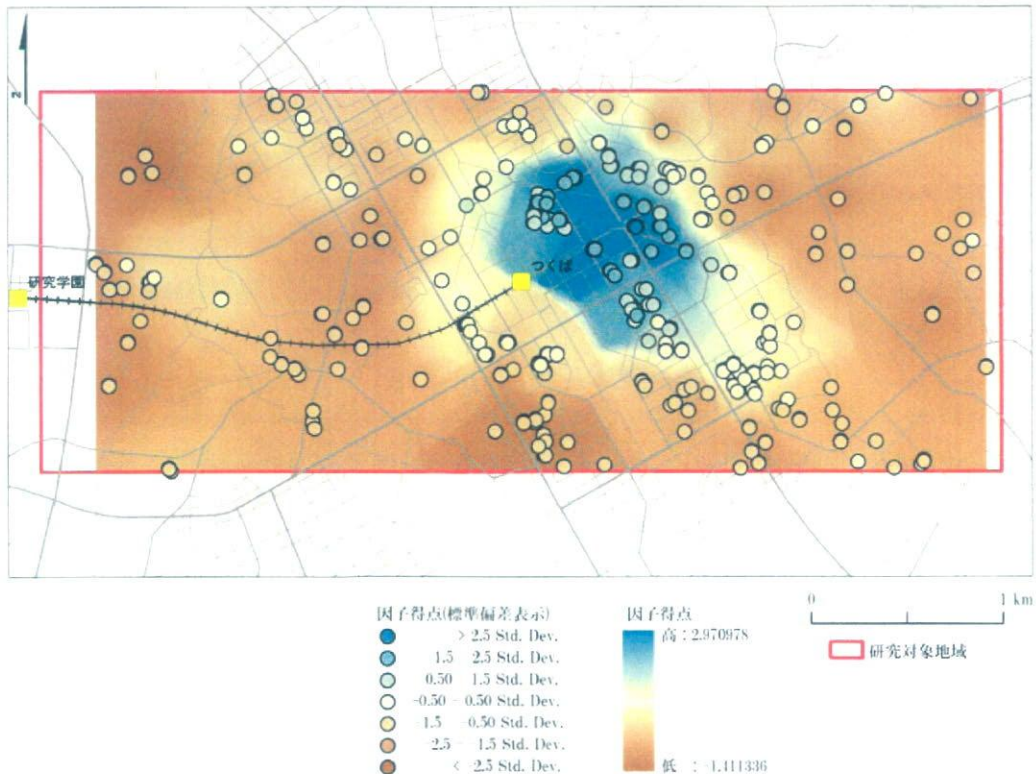 N
研究学園
つくば
因子得点(標準偏差表示)
> 2.5 Std. Dev.
1.5 - 2.5 Std. Dev.
0.50 - 1.5 Std. Dev.
-0.50 - 0.50 Std. Dev.
-1.5 - -0.50 Std. Dev.
-2.5 - -1.5 Std. Dev.
< -2.5 Std. Dev.
因子得点
高 : 2.970978
低 : -1.411336
0 1 km
研究対象地域